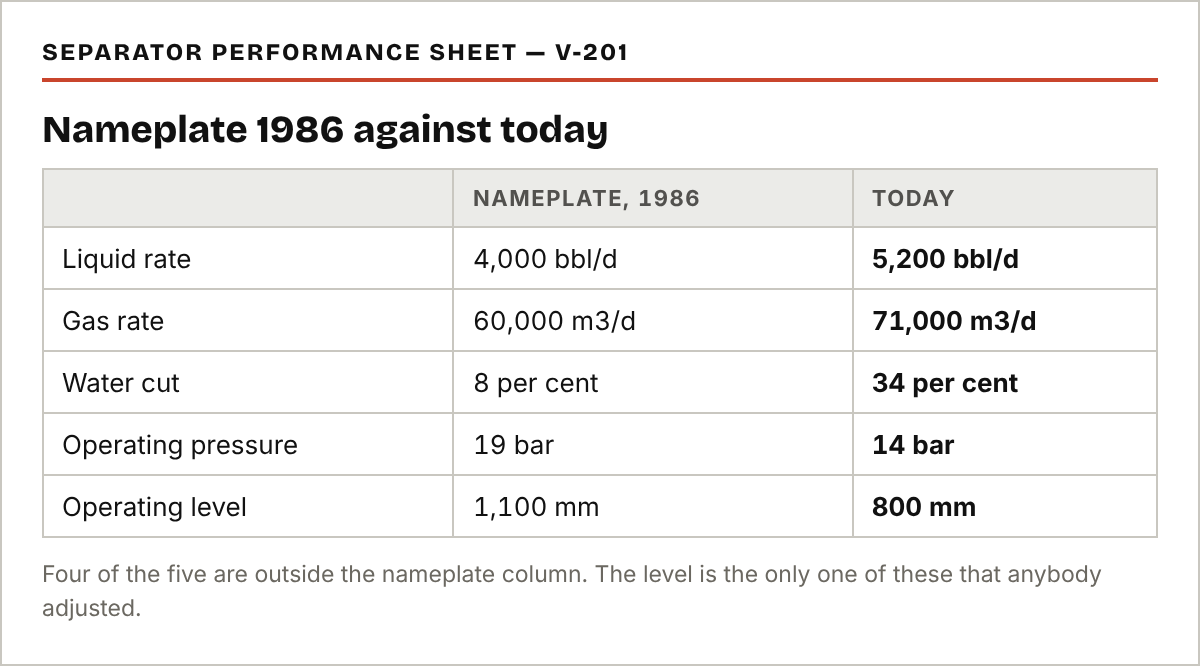 SEPARATOR PERFORMANCE SHEET — V-201
Nameplate 1986 against today
NAMEPLATE, 1986 TODAY
Liquid rate 4,000 bbl/d 5,200 bbl/d
Gas rate 60,000 m3/d 71,000 m3/d
Water cut 8 per cent 34 per cent
Operating pressure 19 bar 14 bar
Operating level 1,100 mm 800 mm
Four of the five are outside the nameplate column. The level is the only one of these that anybody
adjusted.